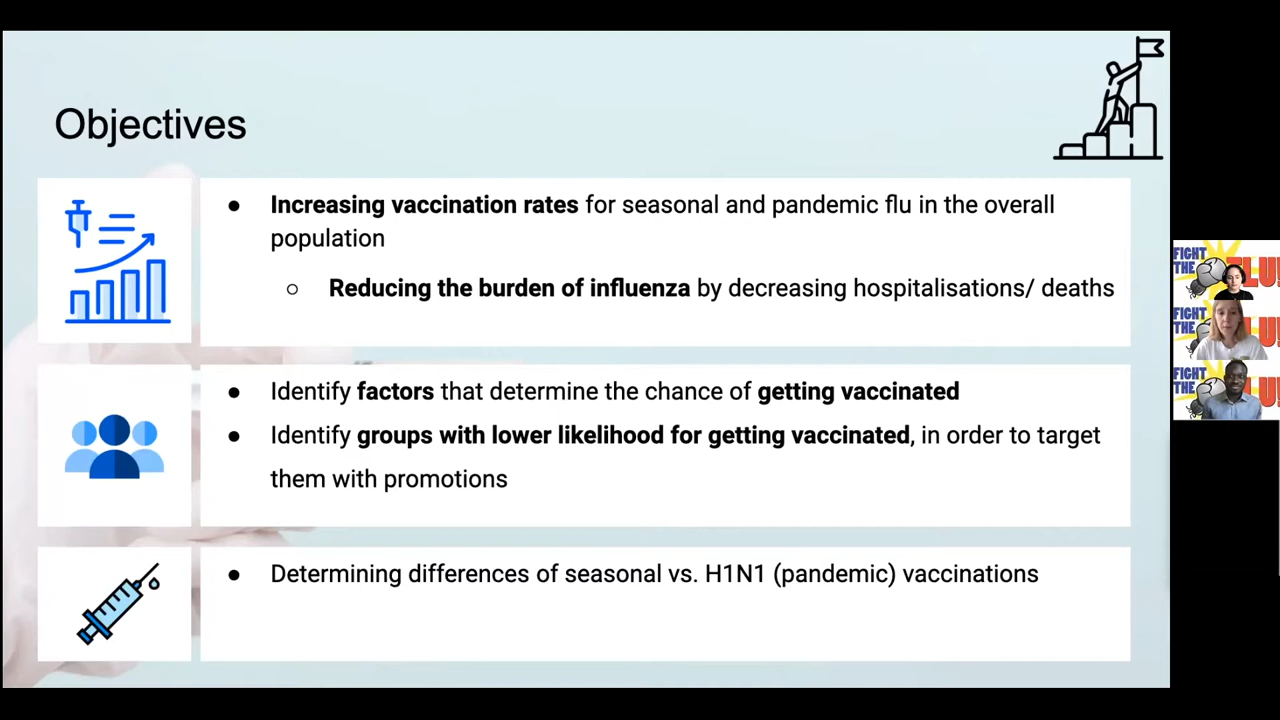 Objectives
● Increasing vaccination rates for seasonal and pandemic flu in the overall
population
○ Reducing the burden of influenza by decreasing hospitalisations/ deaths
● Identify factors that determine the chance of getting vaccinated
● Identify groups with lower likelihood for getting vaccinated, in order to target
them with promotions
● Determining differences of seasonal vs. H1N1 (pandemic) vaccinations
FIGHT
THE
FLU!
FIGHT
THE
LU!
FIGHT
THE
U!